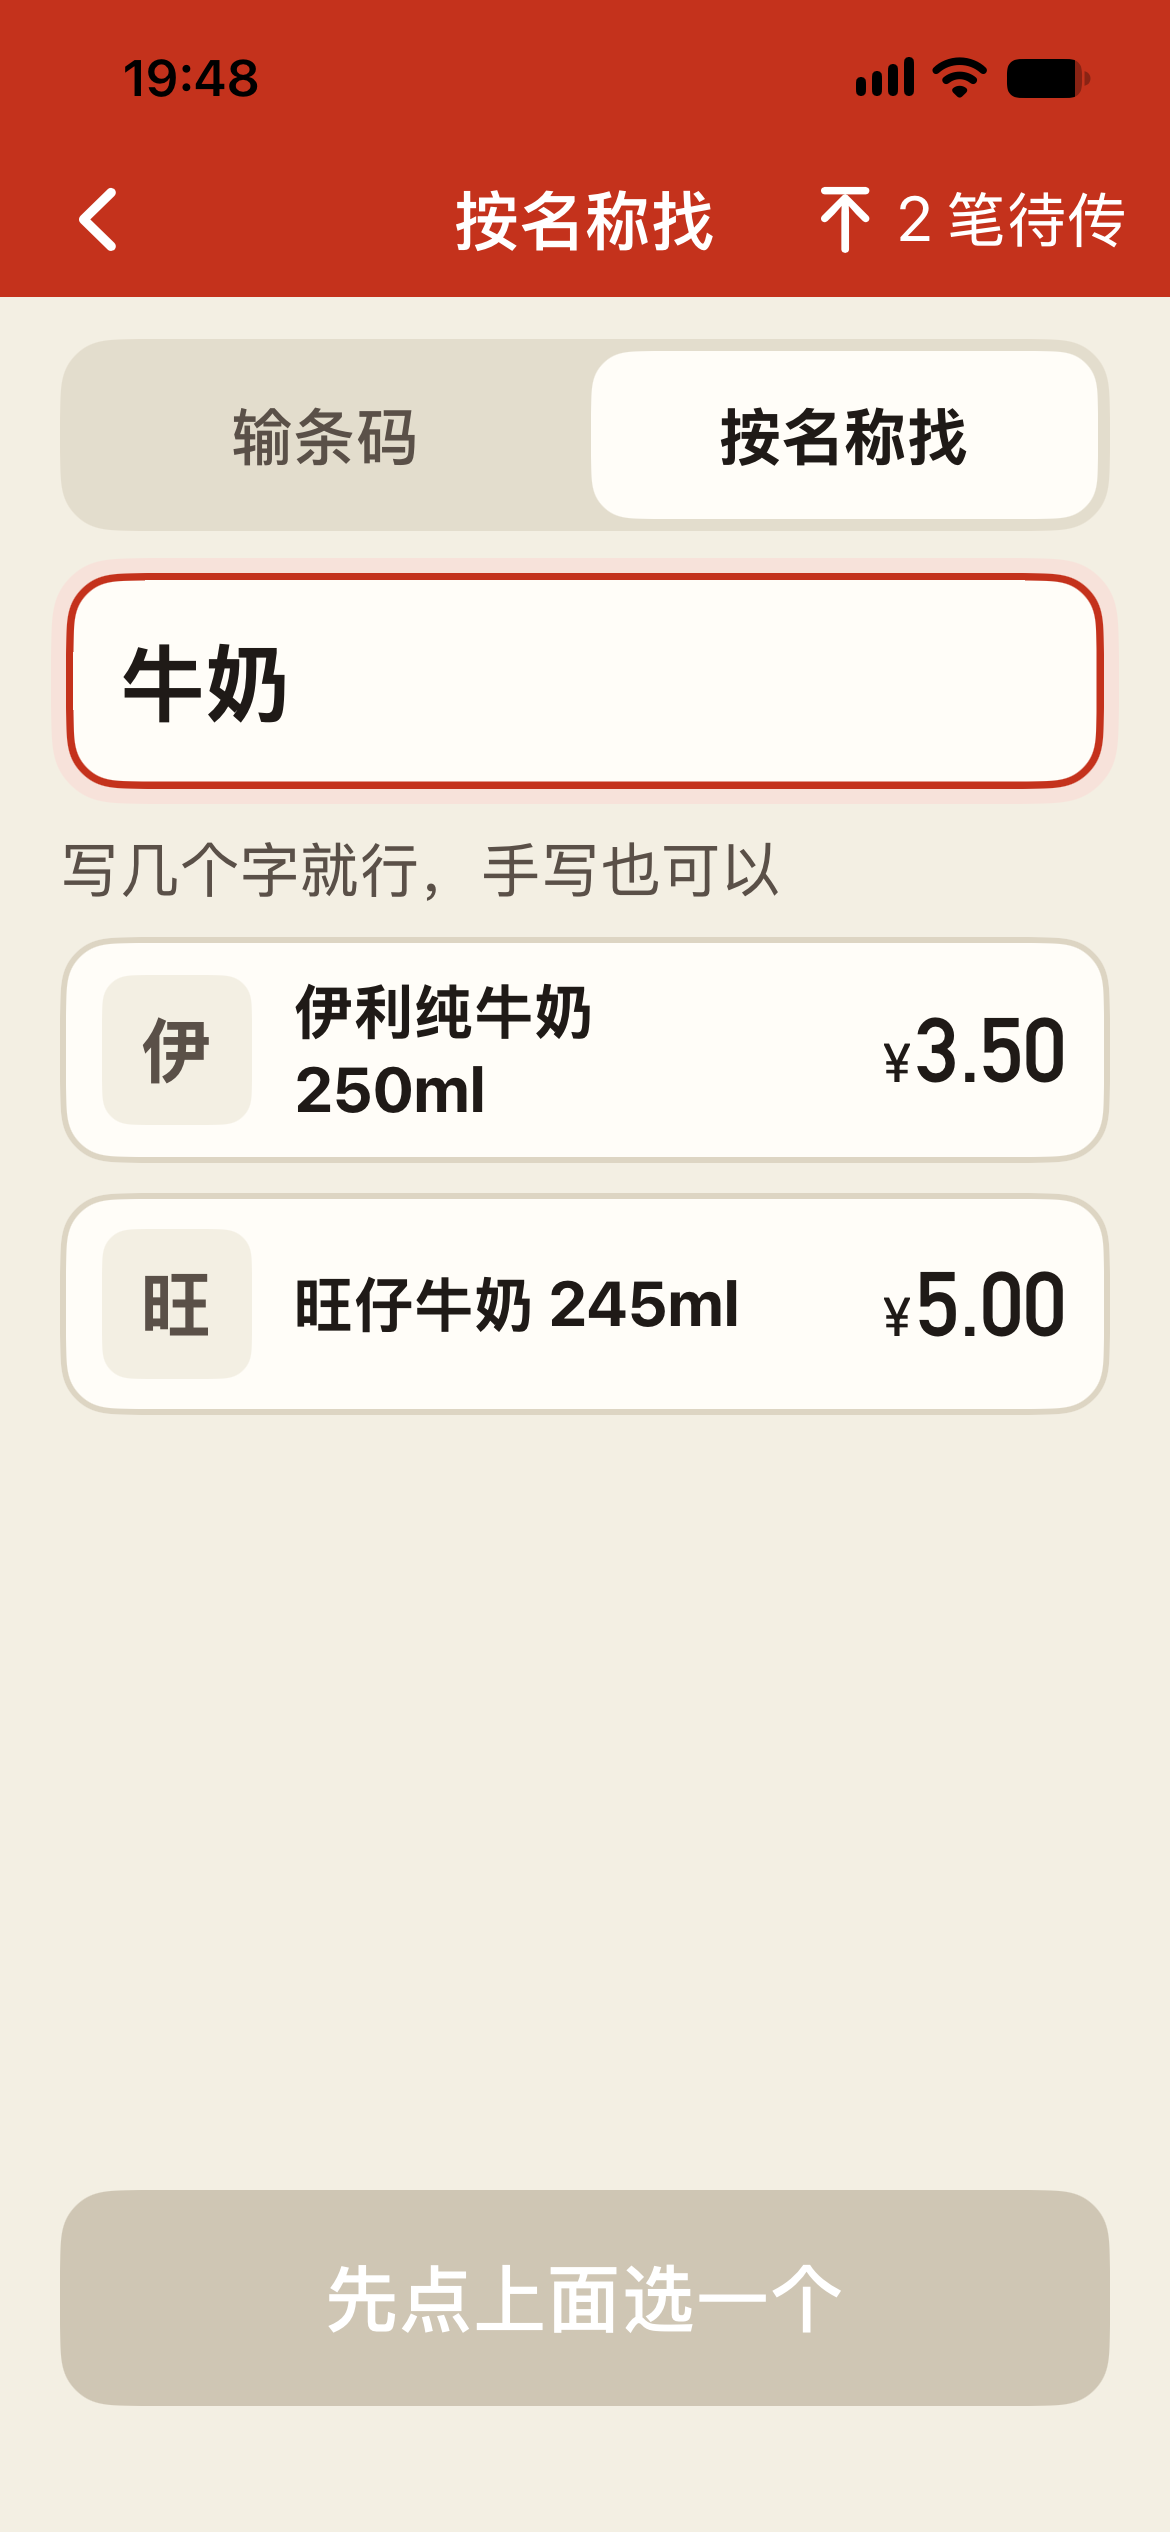 19:48
按名称找
2 笔待传
输条码
按名称找
牛奶
写几个字就行，手写也可以
伊
伊利纯牛奶
250ml
¥3.50
旺
旺仔牛奶 245ml
¥5.00
先点上面选一个